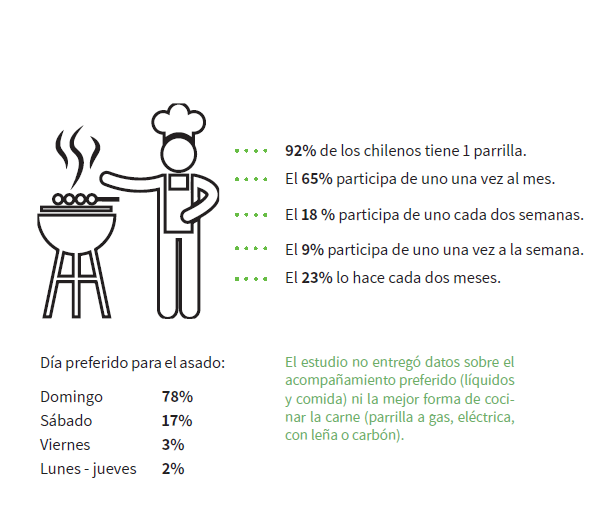 92% de los chilenos tiene 1 parrilla.
El 65% participa de uno una vez al mes.
El 18 % participa de uno cada dos semanas.
El 9% participa de uno una vez a la semana.
El 23% lo hace cada dos meses.
Día preferido para el asado:
Domingo 78%
Sábado 17%
Viernes 3%
Lunes - jueves 2%
El estudio no entregó datos sobre el
acompañamiento preferido (líquidos
y comida) ni la mejor forma de coci-
nar la carne (parrilla a gas, eléctrica,
con leña o carbón).